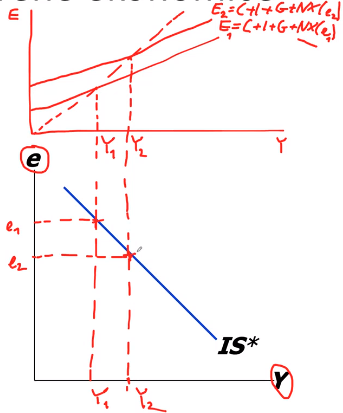 E
E₂=C+I+G+NX(e₂)
E₁=C+I+G+NX(e₁)
Y₁ Y₂ Y
e
e₁
e₂
IS*
Y₁ Y₂ Y